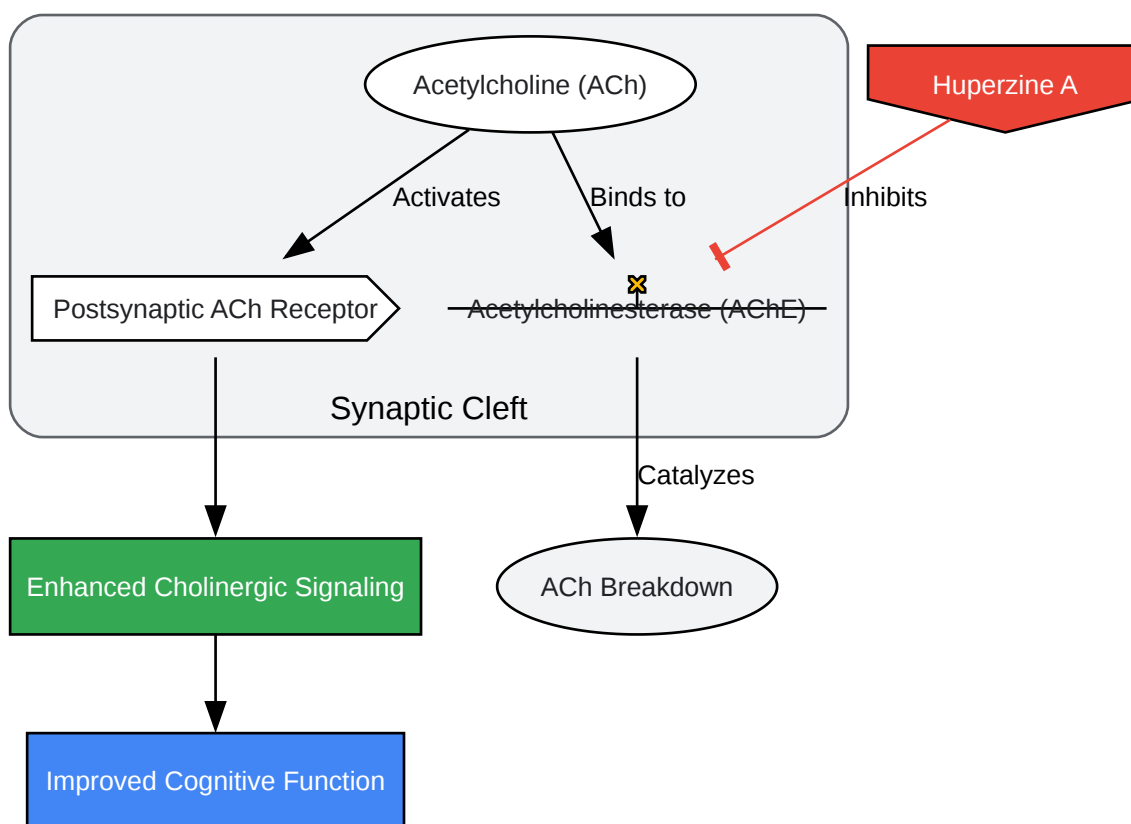 Acetylcholine (ACh)
Huperzine A
Activates
Binds to
Inhibits
Postsynaptic ACh Receptor
Acetylcholinesterase (AChE)
Synaptic Cleft
Catalyzes
Enhanced Cholinergic Signaling
ACh Breakdown
Improved Cognitive Function